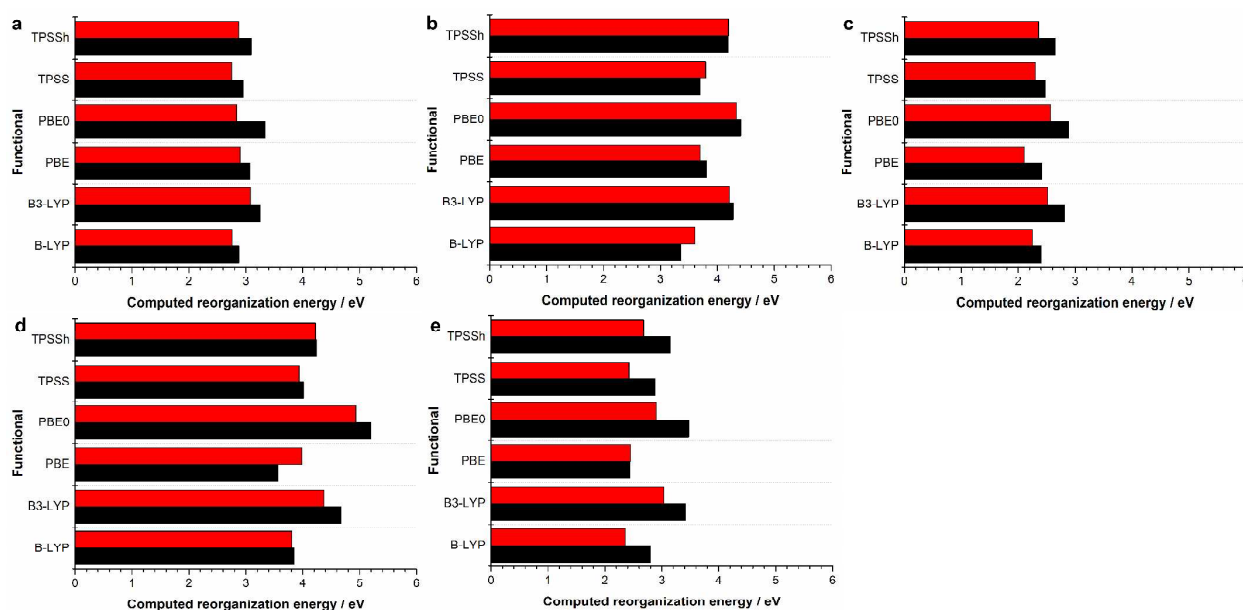 a
TPSSh
TPSS
PBE0
PBE
B3-LYP
B-LYP
Functional
0 1 2 3 4 5 6
Computed reorganization energy / eV
b
TPSSh
TPSS
PBE0
PBE
B3-LYP
B-LYP
Functional
0 1 2 3 4 5 6
Computed reorganization energy / eV
c
TPSSh
TPSS
PBE0
PBE
B3-LYP
B-LYP
Functional
0 1 2 3 4 5 6
Computed reorganization energy / eV
d
TPSSh
TPSS
PBE0
PBE
B3-LYP
B-LYP
Functional
0 1 2 3 4 5 6
Computed reorganization energy / eV
e
TPSSh
TPSS
PBE0
PBE
B3-LYP
B-LYP
Functional
0 1 2 3 4 5 6
Computed reorganization energy / eV